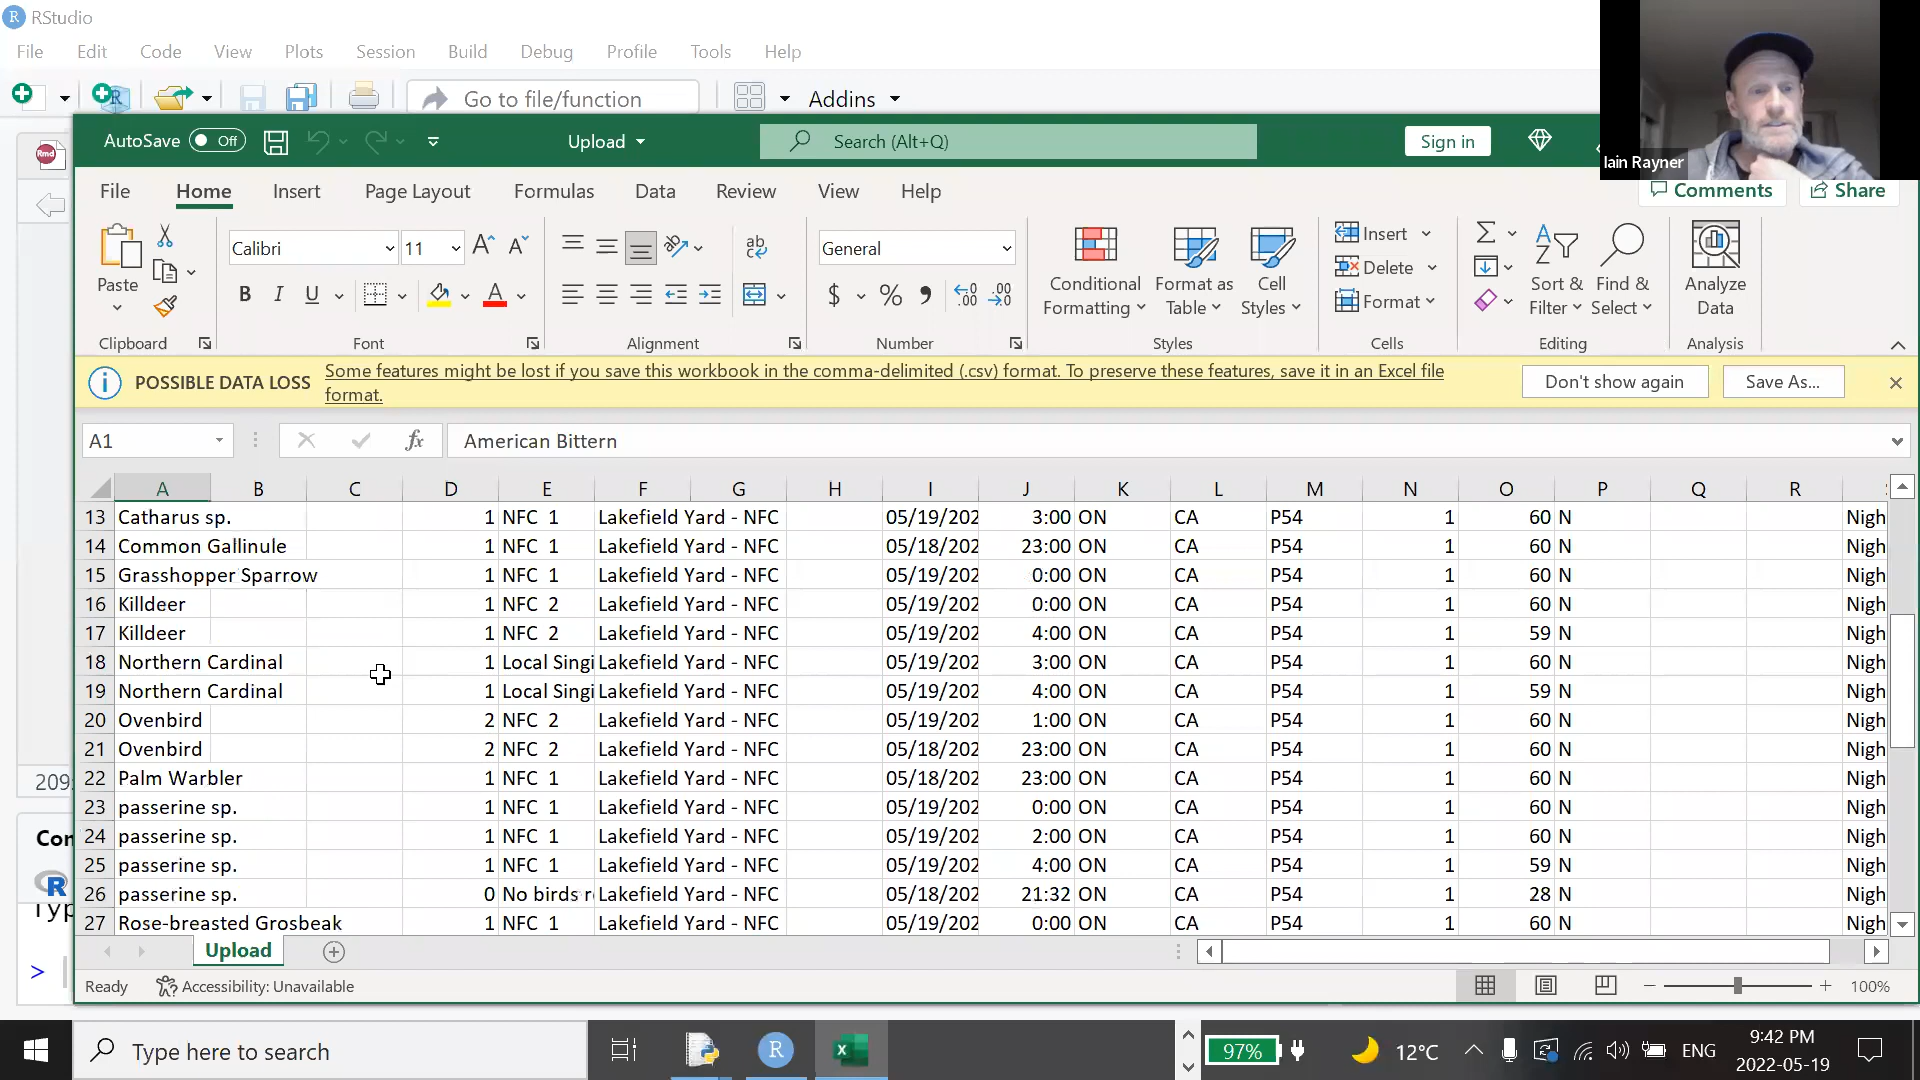 RStudio
File Edit Code View Plots Session Build Debug Profile Tools Help
Go to file/function Addins
AutoSave Off Upload Search (Alt+Q) Sign in
Iain Rayner
File Home Insert Page Layout Formulas Data Review View Help Comments Share
Rmd
Paste
Calibri 11
General
B I U
Conditional Formatting
Format as Table
Cell Styles
Insert
Delete
Format
Sort & Filter
Find & Select
Analyze Data
Clipboard Font Alignment Number Styles Cells Editing Analysis
POSSIBLE DATA LOSS Some features might be lost if you save this workbook in the comma-delimited (.csv) format. To preserve these features, save it in an Excel file format. Don't show again Save As...
A1 fx American Bittern
A B C D E F G H I J K L M N O P Q R
13 Catharus sp. 1 NFC 1 Lakefield Yard - NFC 05/19/202 3:00 ON CA P54 1 60 N Nigh
14 Common Gallinule 1 NFC 1 Lakefield Yard - NFC 05/18/202 23:00 ON CA P54 1 60 N Nigh
15 Grasshopper Sparrow 1 NFC 1 Lakefield Yard - NFC 05/19/202 0:00 ON CA P54 1 60 N Nigh
16 Killdeer 1 NFC 2 Lakefield Yard - NFC 05/19/202 0:00 ON CA P54 1 60 N Nigh
17 Killdeer 1 NFC 2 Lakefield Yard - NFC 05/19/202 4:00 ON CA P54 1 59 N Nigh
18 Northern Cardinal 1 Local Singi Lakefield Yard - NFC 05/19/202 3:00 ON CA P54 1 60 N Nigh
19 Northern Cardinal 1 Local Singi Lakefield Yard - NFC 05/19/202 4:00 ON CA P54 1 59 N Nigh
20 Ovenbird 2 NFC 2 Lakefield Yard - NFC 05/19/202 1:00 ON CA P54 1 60 N Nigh
21 Ovenbird 2 NFC 2 Lakefield Yard - NFC 05/18/202 23:00 ON CA P54 1 60 N Nigh
22 Palm Warbler 1 NFC 1 Lakefield Yard - NFC 05/18/202 23:00 ON CA P54 1 60 N Nigh
23 passerine sp. 1 NFC 1 Lakefield Yard - NFC 05/19/202 0:00 ON CA P54 1 60 N Nigh
24 passerine sp. 1 NFC 1 Lakefield Yard - NFC 05/19/202 2:00 ON CA P54 1 60 N Nigh
25 passerine sp. 1 NFC 1 Lakefield Yard - NFC 05/19/202 4:00 ON CA P54 1 59 N Nigh
26 passerine sp. 0 No birds r Lakefield Yard - NFC 05/18/202 21:32 ON CA P54 1 28 N Nigh
27 Rose-breasted Grosbeak 1 NFC 1 Lakefield Yard - NFC 05/19/202 0:00 ON CA P54 1 60 N Nigh
209:
Con
Typ
>
Upload
Ready Accessibility: Unavailable 100%
Type here to search 97% 12°C ENG 9:42 PM
2022-05-19